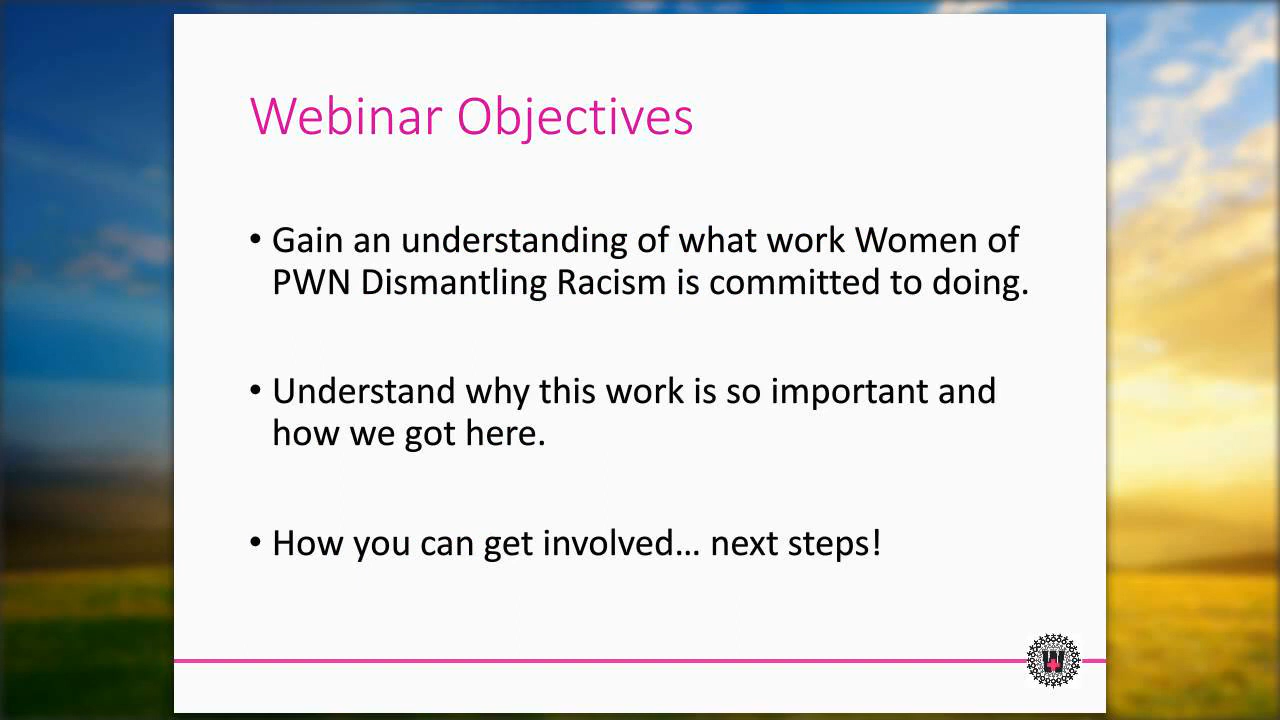 Webinar Objectives
• Gain an understanding of what work Women of
PWN Dismantling Racism is committed to doing.
• Understand why this work is so important and
how we got here.
• How you can get involved... next steps!
W